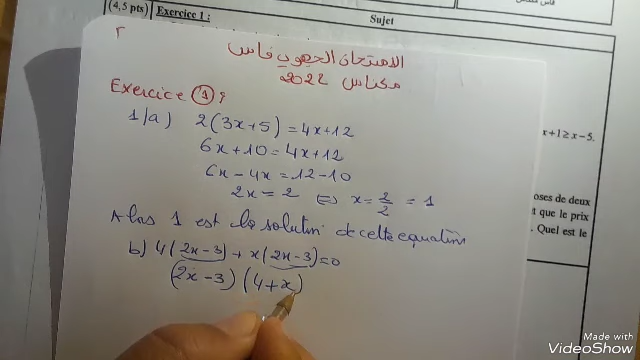 (4,5 pts)
Exercice 1 :
Sujet
الامتحان الجهوي فاس
مكناس 2022
Exercice 1 :
1/a) 2(3x+5) = 4x+12
6x+10 = 4x+12
6x - 4x = 12-10
2x = 2 ⇔ x = 2/2 = 1
Alors 1 est la solution de cette equation
b) 4(2x-3) + x(2x-3) = 0
(2x-3) (4+x)
x+1 ≥ x-5.
oses de deux
t que le prix
. Quel est le
Made With
VideoShow